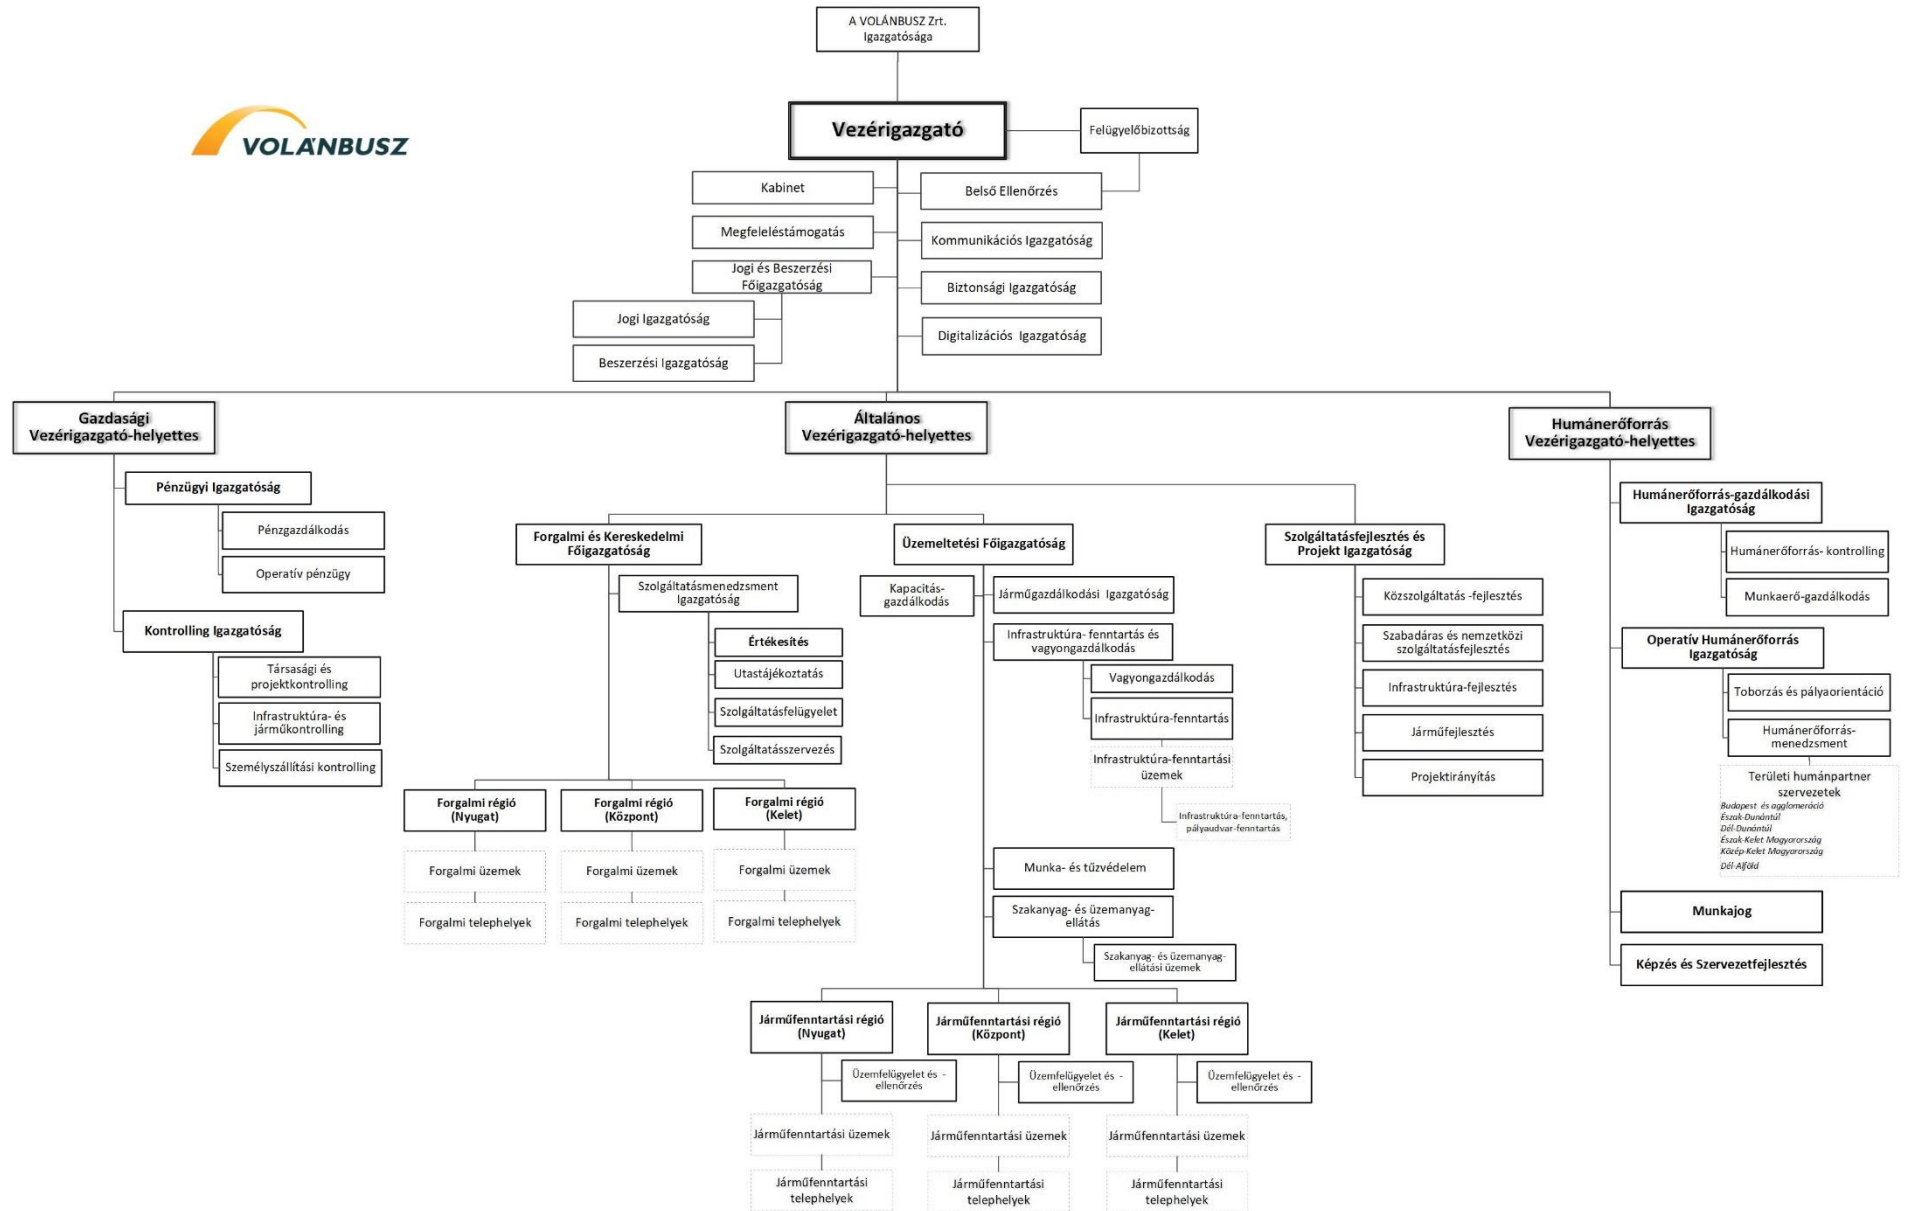 A VOLÁNBUSZ Zrt.
Igazgatósága
VOLÁNBUSZ
Vezérigazgató
Felügyelőbizottság
Kabinet
Belső Ellenőrzés
Megfeleléstámogatás
Kommunikációs Igazgatóság
Jogi és Beszerzési
Főigazgatóság
Biztonsági Igazgatóság
Jogi Igazgatóság
Digitalizációs Igazgatóság
Beszerzési Igazgatóság
Gazdasági
Vezérigazgató-helyettes
Pénzügyi Igazgatóság
Pénzgazdálkodás
Operatív pénzügy
Kontrolling Igazgatóság
Társasági és
projektkontrolling
Infrastruktúra- és
járműkontrolling
Személyszállítási kontrolling
Általános
Vezérigazgató-helyettes
Forgalmi és Kereskedelmi
Főigazgatóság
Szolgáltatásmenedzsment
Igazgatóság
Értékesítés
Utastájékoztatás
Szolgáltatásfelügyelet
Szolgáltatásszervezés
Forgalmi régió
(Nyugat)
Forgalmi üzemek
Forgalmi telephelyek
Forgalmi régió
(Központ)
Forgalmi üzemek
Forgalmi telephelyek
Forgalmi régió
(Kelet)
Forgalmi üzemek
Forgalmi telephelyek
Üzemeltetési Főigazgatóság
Kapacitás-
gazdálkodás
Járműgazdálkodási Igazgatóság
Infrastruktúra- fenntartás és
vagyongazdálkodás
Vagyongazdálkodás
Infrastruktúra-fenntartás
Infrastruktúra-fenntartási
üzemek
Infrastruktúra-fenntartás,
pályaudvar-fenntartás
Munka- és tűzvédelem
Szakanyag- és üzemanyag-
ellátás
Szakanyag- és üzemanyag-
ellátási üzemek
Járműfenntartási régió
(Nyugat)
Üzemfelügyelet és -
ellenőrzés
Járműfenntartási üzemek
Járműfenntartási
telephelyek
Járműfenntartási régió
(Központ)
Üzemfelügyelet és -
ellenőrzés
Járműfenntartási üzemek
Járműfenntartási
telephelyek
Járműfenntartási régió
(Kelet)
Üzemfelügyelet és -
ellenőrzés
Járműfenntartási üzemek
Járműfenntartási
telephelyek
Szolgáltatásfejlesztés és
Projekt Igazgatóság
Közszolgáltatás -fejlesztés
Szabadáras és nemzetközi
szolgáltatásfejlesztés
Infrastruktúra-fejlesztés
Járműfejlesztés
Projektirányítás
Humánerőforrás
Vezérigazgató-helyettes
Humánerőforrás-gazdálkodási
Igazgatóság
Humánerőforrás- kontrolling
Munkaerő-gazdálkodás
Operatív Humánerőforrás
Igazgatóság
Toborzás és pályaorientáció
Humánerőforrás-
menedzsment
Területi humánpartner
szervezetek
Budapest és agglomeráció
Észak-Dunántúl
Dél-Dunántúl
Észak-Kelet Magyarország
Közép-Kelet Magyarország
Dél-Alföld
Munkajog
Képzés és Szervezetfejlesztés